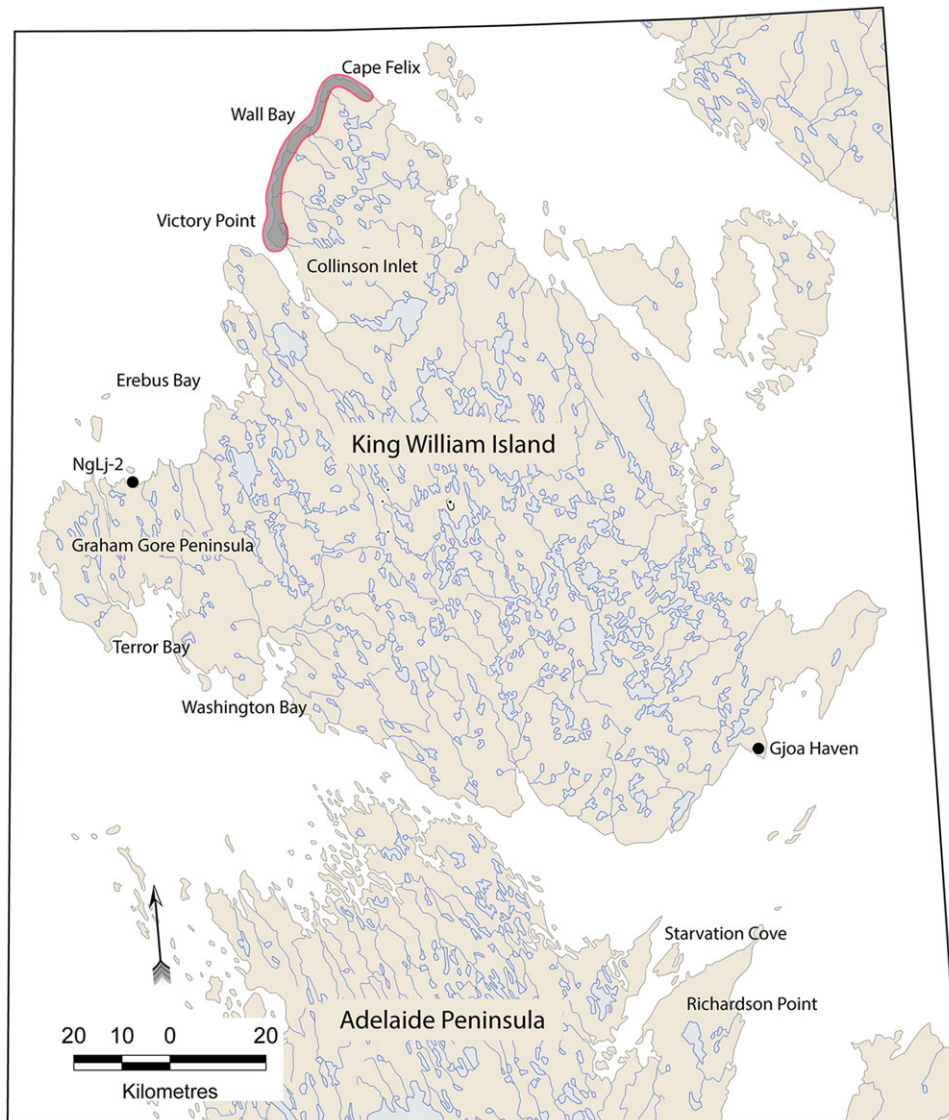 Cape Felix
Wall Bay
Victory Point
Collinson Inlet
Erebus Bay
King William Island
NgLj-2
Graham Gore Peninsula
Terror Bay
Washington Bay
Gjoa Haven
Starvation Cove
Richardson Point
Adelaide Peninsula
20 10 0 20
Kilometres